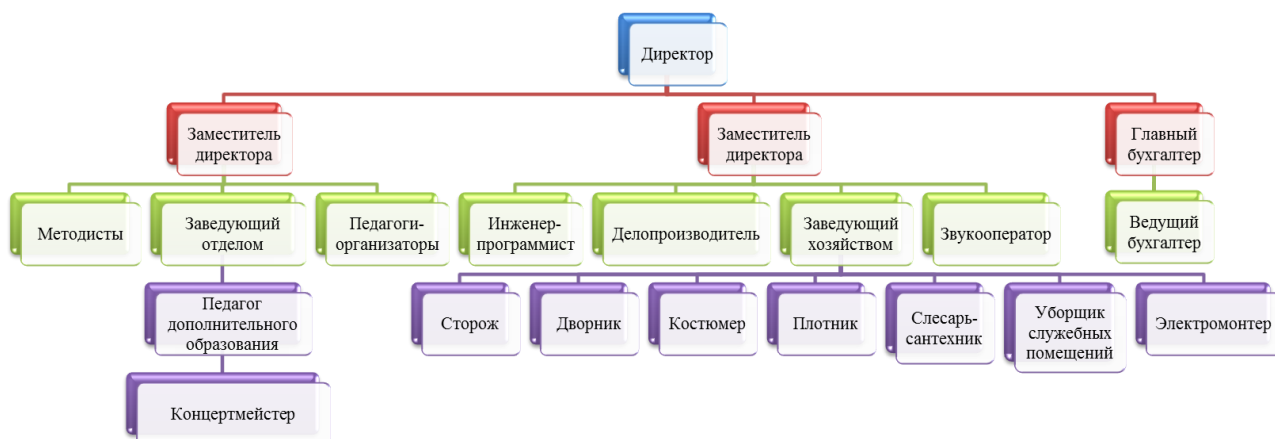 Директор
Заместитель
директора
Заместитель
директора
Главный
бухгалтер
Методисты
Заведующий
отделом
Педагоги-
организаторы
Инженер-
программист
Делопроизводитель
Заведующий
хозяйством
Звукооператор
Ведущий
бухгалтер
Педагог
дополнительного
образования
Сторож
Дворник
Костюмер
Плотник
Слесарь-
сантехник
Уборщик
служебных
помещений
Электромонтер
Концертмейстер